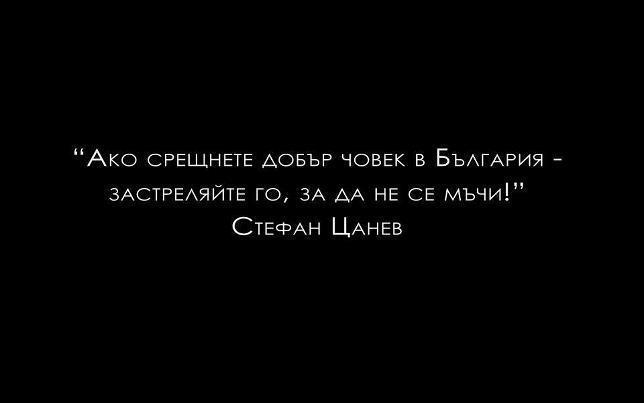 “Ако срещнете добър човек в България -
застреляйте го, за да не се мъчи!”
Стефан Цанев